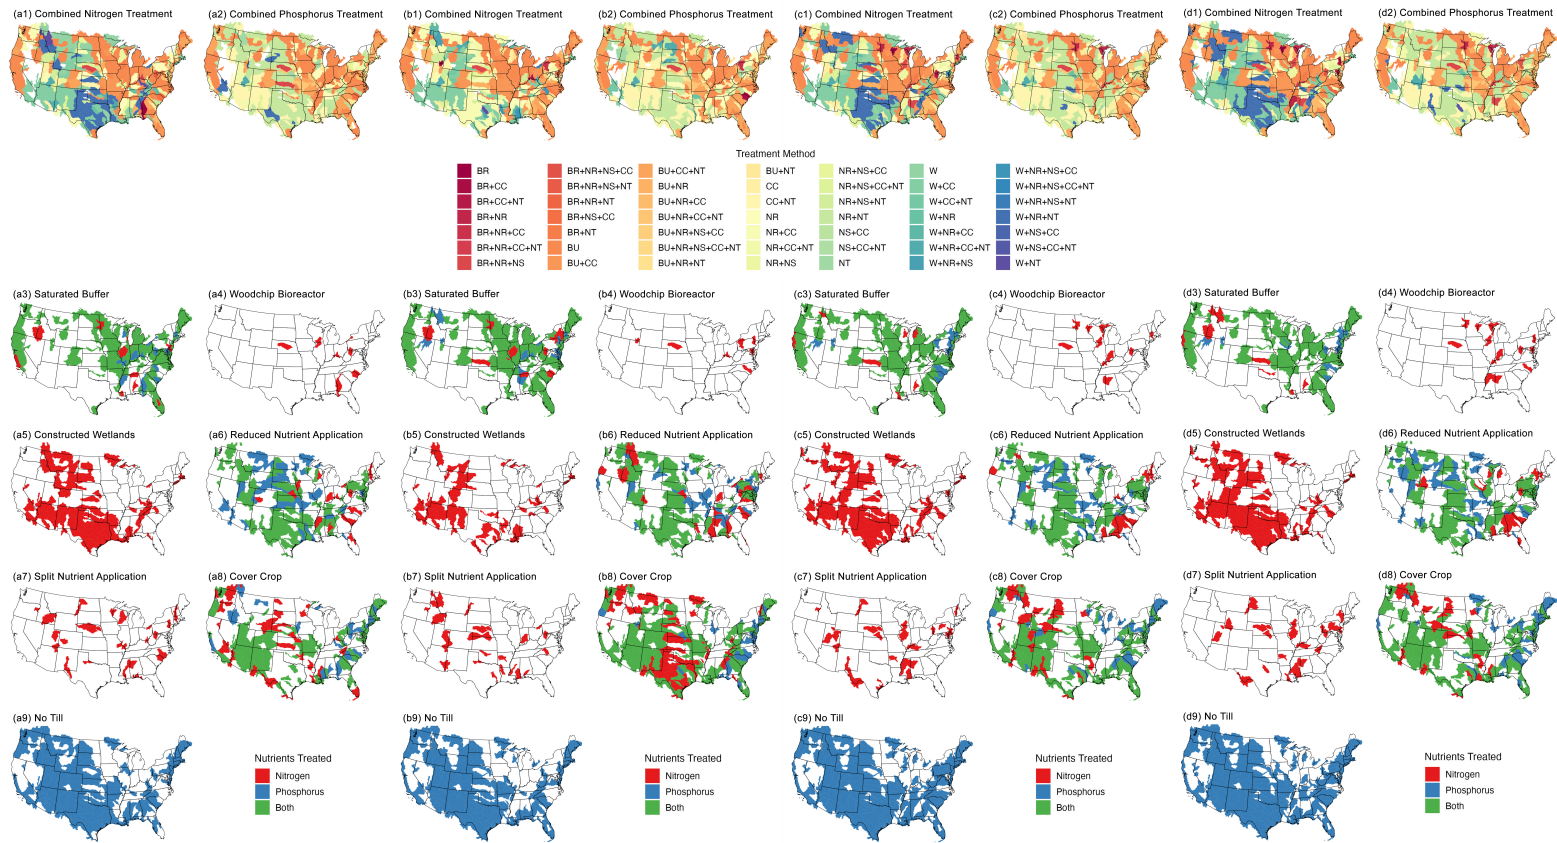 (a1) Combined Nitrogen Treatment
(a2) Combined Phosphorus Treatment
(b1) Combined Nitrogen Treatment
(b2) Combined Phosphorus Treatment
(c1) Combined Nitrogen Treatment
(c2) Combined Phosphorus Treatment
(d1) Combined Nitrogen Treatment
(d2) Combined Phosphorus Treatment
Treatment Method
BR
BR+CC
BR+CC+NT
BR+NR
BR+NR+CC
BR+NR+CC+NT
BR+NR+NS
BR+NR+NS+CC
BR+NR+NS+NT
BR+NR+NT
BR+NS+CC
BR+NT
BU
BU+CC
BU+CC+NT
BU+NR
BU+NR+CC
BU+NR+CC+NT
BU+NR+NS+CC
BU+NR+NS+CC+NT
BU+NR+NT
BU+NT
CC
CC+NT
NR
NR+CC
NR+CC+NT
NR+NS
NR+NS+CC
NR+NS+CC+NT
NR+NS+NT
NR+NT
NS+CC
NS+CC+NT
NT
W
W+CC
W+CC+NT
W+NR
W+NR+CC
W+NR+CC+NT
W+NR+NS
W+NR+NS+CC
W+NR+NS+CC+NT
W+NR+NS+NT
W+NR+NT
W+NS+CC
W+NS+CC+NT
W+NT
(a3) Saturated Buffer
(a4) Woodchip Bioreactor
(b3) Saturated Buffer
(b4) Woodchip Bioreactor
(c3) Saturated Buffer
(c4) Woodchip Bioreactor
(d3) Saturated Buffer
(d4) Woodchip Bioreactor
(a5) Constructed Wetlands
(a6) Reduced Nutrient Application
(b5) Constructed Wetlands
(b6) Reduced Nutrient Application
(c5) Constructed Wetlands
(c6) Reduced Nutrient Application
(d5) Constructed Wetlands
(d6) Reduced Nutrient Application
(a7) Split Nutrient Application
(a8) Cover Crop
(b7) Split Nutrient Application
(b8) Cover Crop
(c7) Split Nutrient Application
(c8) Cover Crop
(d7) Split Nutrient Application
(d8) Cover Crop
(a9) No Till
Nutrients Treated
Nitrogen
Phosphorus
Both
(b9) No Till
Nutrients Treated
Nitrogen
Phosphorus
Both
(c9) No Till
Nutrients Treated
Nitrogen
Phosphorus
Both
(d9) No Till
Nutrients Treated
Nitrogen
Phosphorus
Both